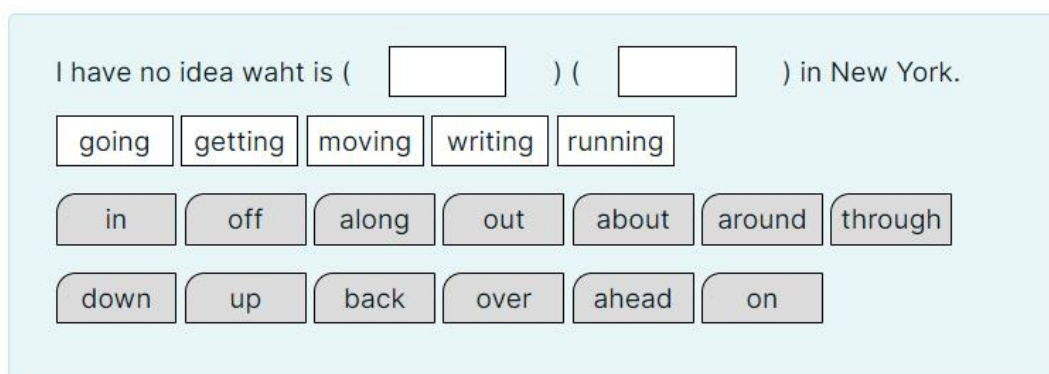 I have no idea waht is ( ) ( ) in New York.
going getting moving writing running
in off along out about around through
down up back over ahead on